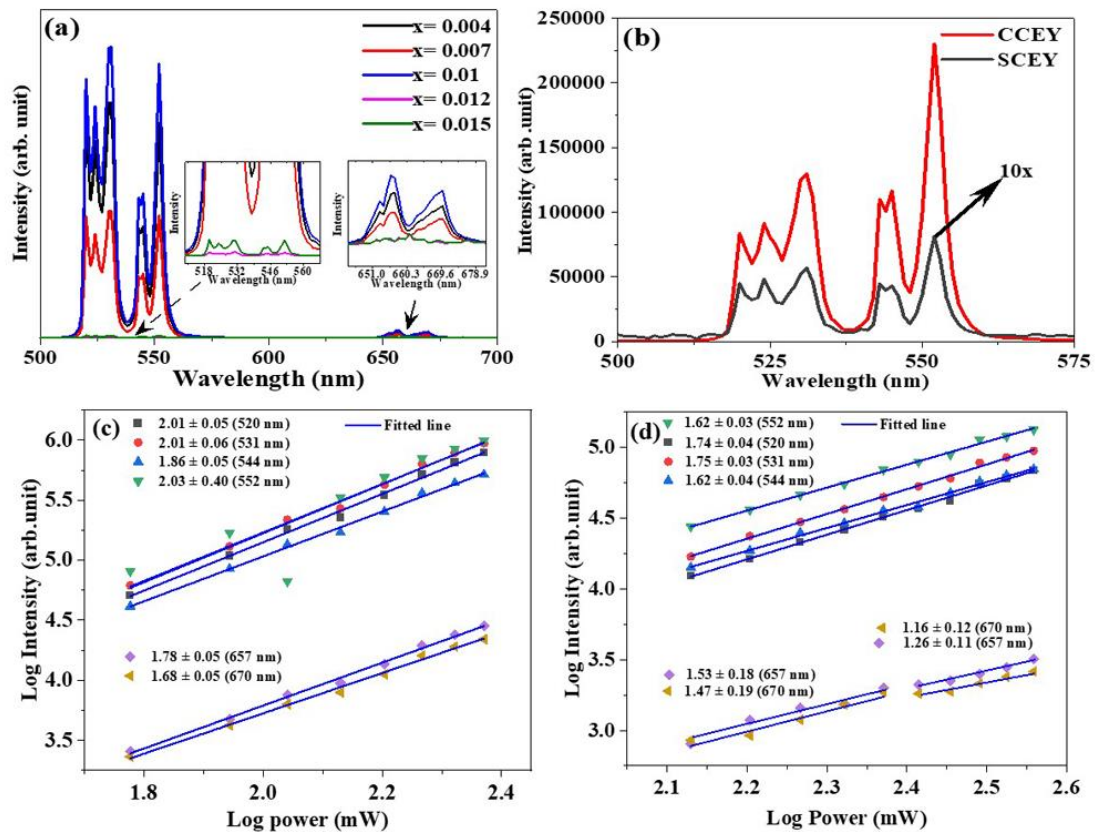 (a)
x= 0.004
x= 0.007
x= 0.01
x= 0.012
x= 0.015
Intensity (arb. unit)
Intensity
518 532 546 560
Wavelength (nm)
Intensity
651.0 660.3 669.6 678.9
Wavelength (nm)
500 550 600 650 700
Wavelength (nm)
(b)
CCEY
SCEY
10x
250000
200000
150000
100000
50000
0
Intensity (arb.unit)
500 525 550 575
Wavelength (nm)
(c)
2.01 ± 0.05 (520 nm)
2.01 ± 0.06 (531 nm)
1.86 ± 0.05 (544 nm)
2.03 ± 0.40 (552 nm)
Fitted line
1.78 ± 0.05 (657 nm)
1.68 ± 0.05 (670 nm)
6.0
5.5
5.0
4.5
4.0
3.5
Log Intensity (arb.unit)
1.8 2.0 2.2 2.4
Log power (mW)
(d)
1.62 ± 0.03 (552 nm)
1.74 ± 0.04 (520 nm)
1.75 ± 0.03 (531 nm)
1.62 ± 0.04 (544 nm)
Fitted line
1.16 ± 0.12 (670 nm)
1.26 ± 0.11 (657 nm)
1.53 ± 0.18 (657 nm)
1.47 ± 0.19 (670 nm)
5.0
4.5
4.0
3.5
3.0
Log Intensity (arb.unit)
2.1 2.2 2.3 2.4 2.5 2.6
Log Power (mW)